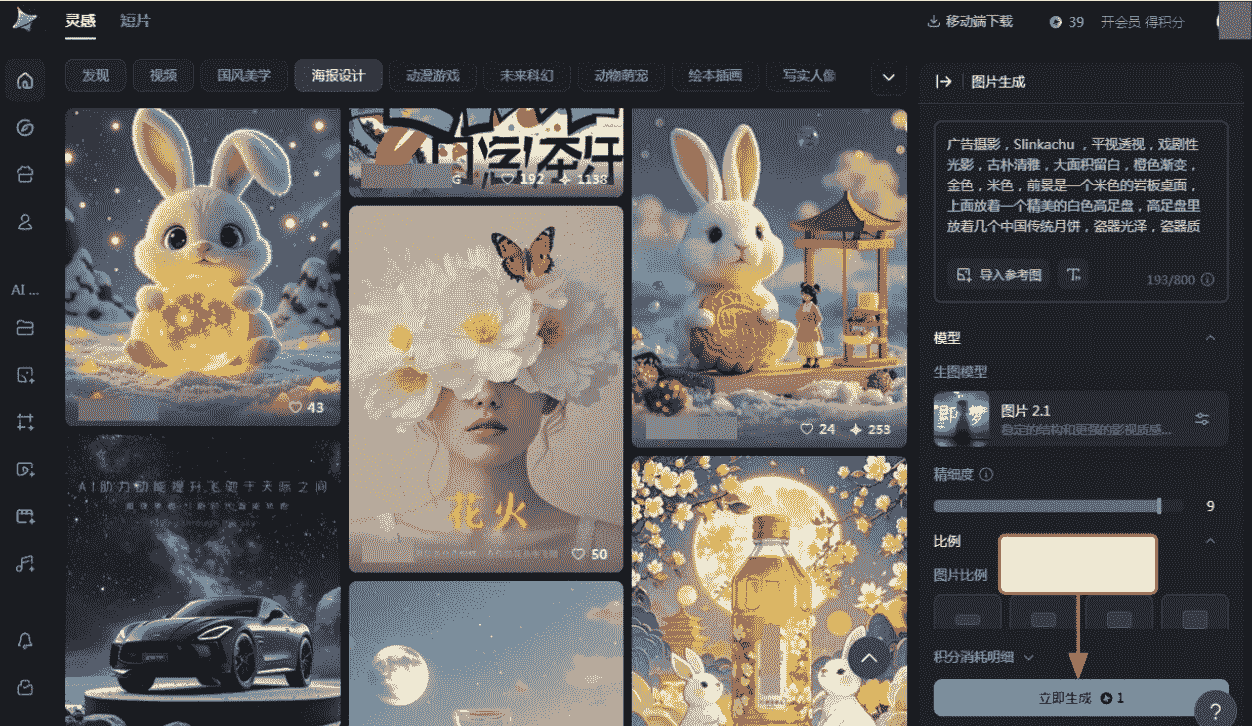 灵感
短片
移动端下载
39
开会员 得积分
发现
视频
国风美学
海报设计
动漫游戏
未来科幻
动物萌宠
绘本插画
写实人像
图片生成
广告摄影，Slinkachu ，平视透视，戏剧性
光影，古朴清雅，大面积留白，橙色渐变，
金色，米色，前景是一个米色的岩板桌面，
上面放着一个精美的白色高足盘，高足盘里
放着几个中国传统月饼，瓷器光泽，瓷器质
导入参考图
193/800
AI ...
192
1138
43
花火
50
24
253
AI助力动能提升飞驰于天际之间
模型
生图模型
图片 2.1
稳定的结构和更强的影视质感...
精细度
9
比例
图片比例
积分消耗明细
立即生成
1
?